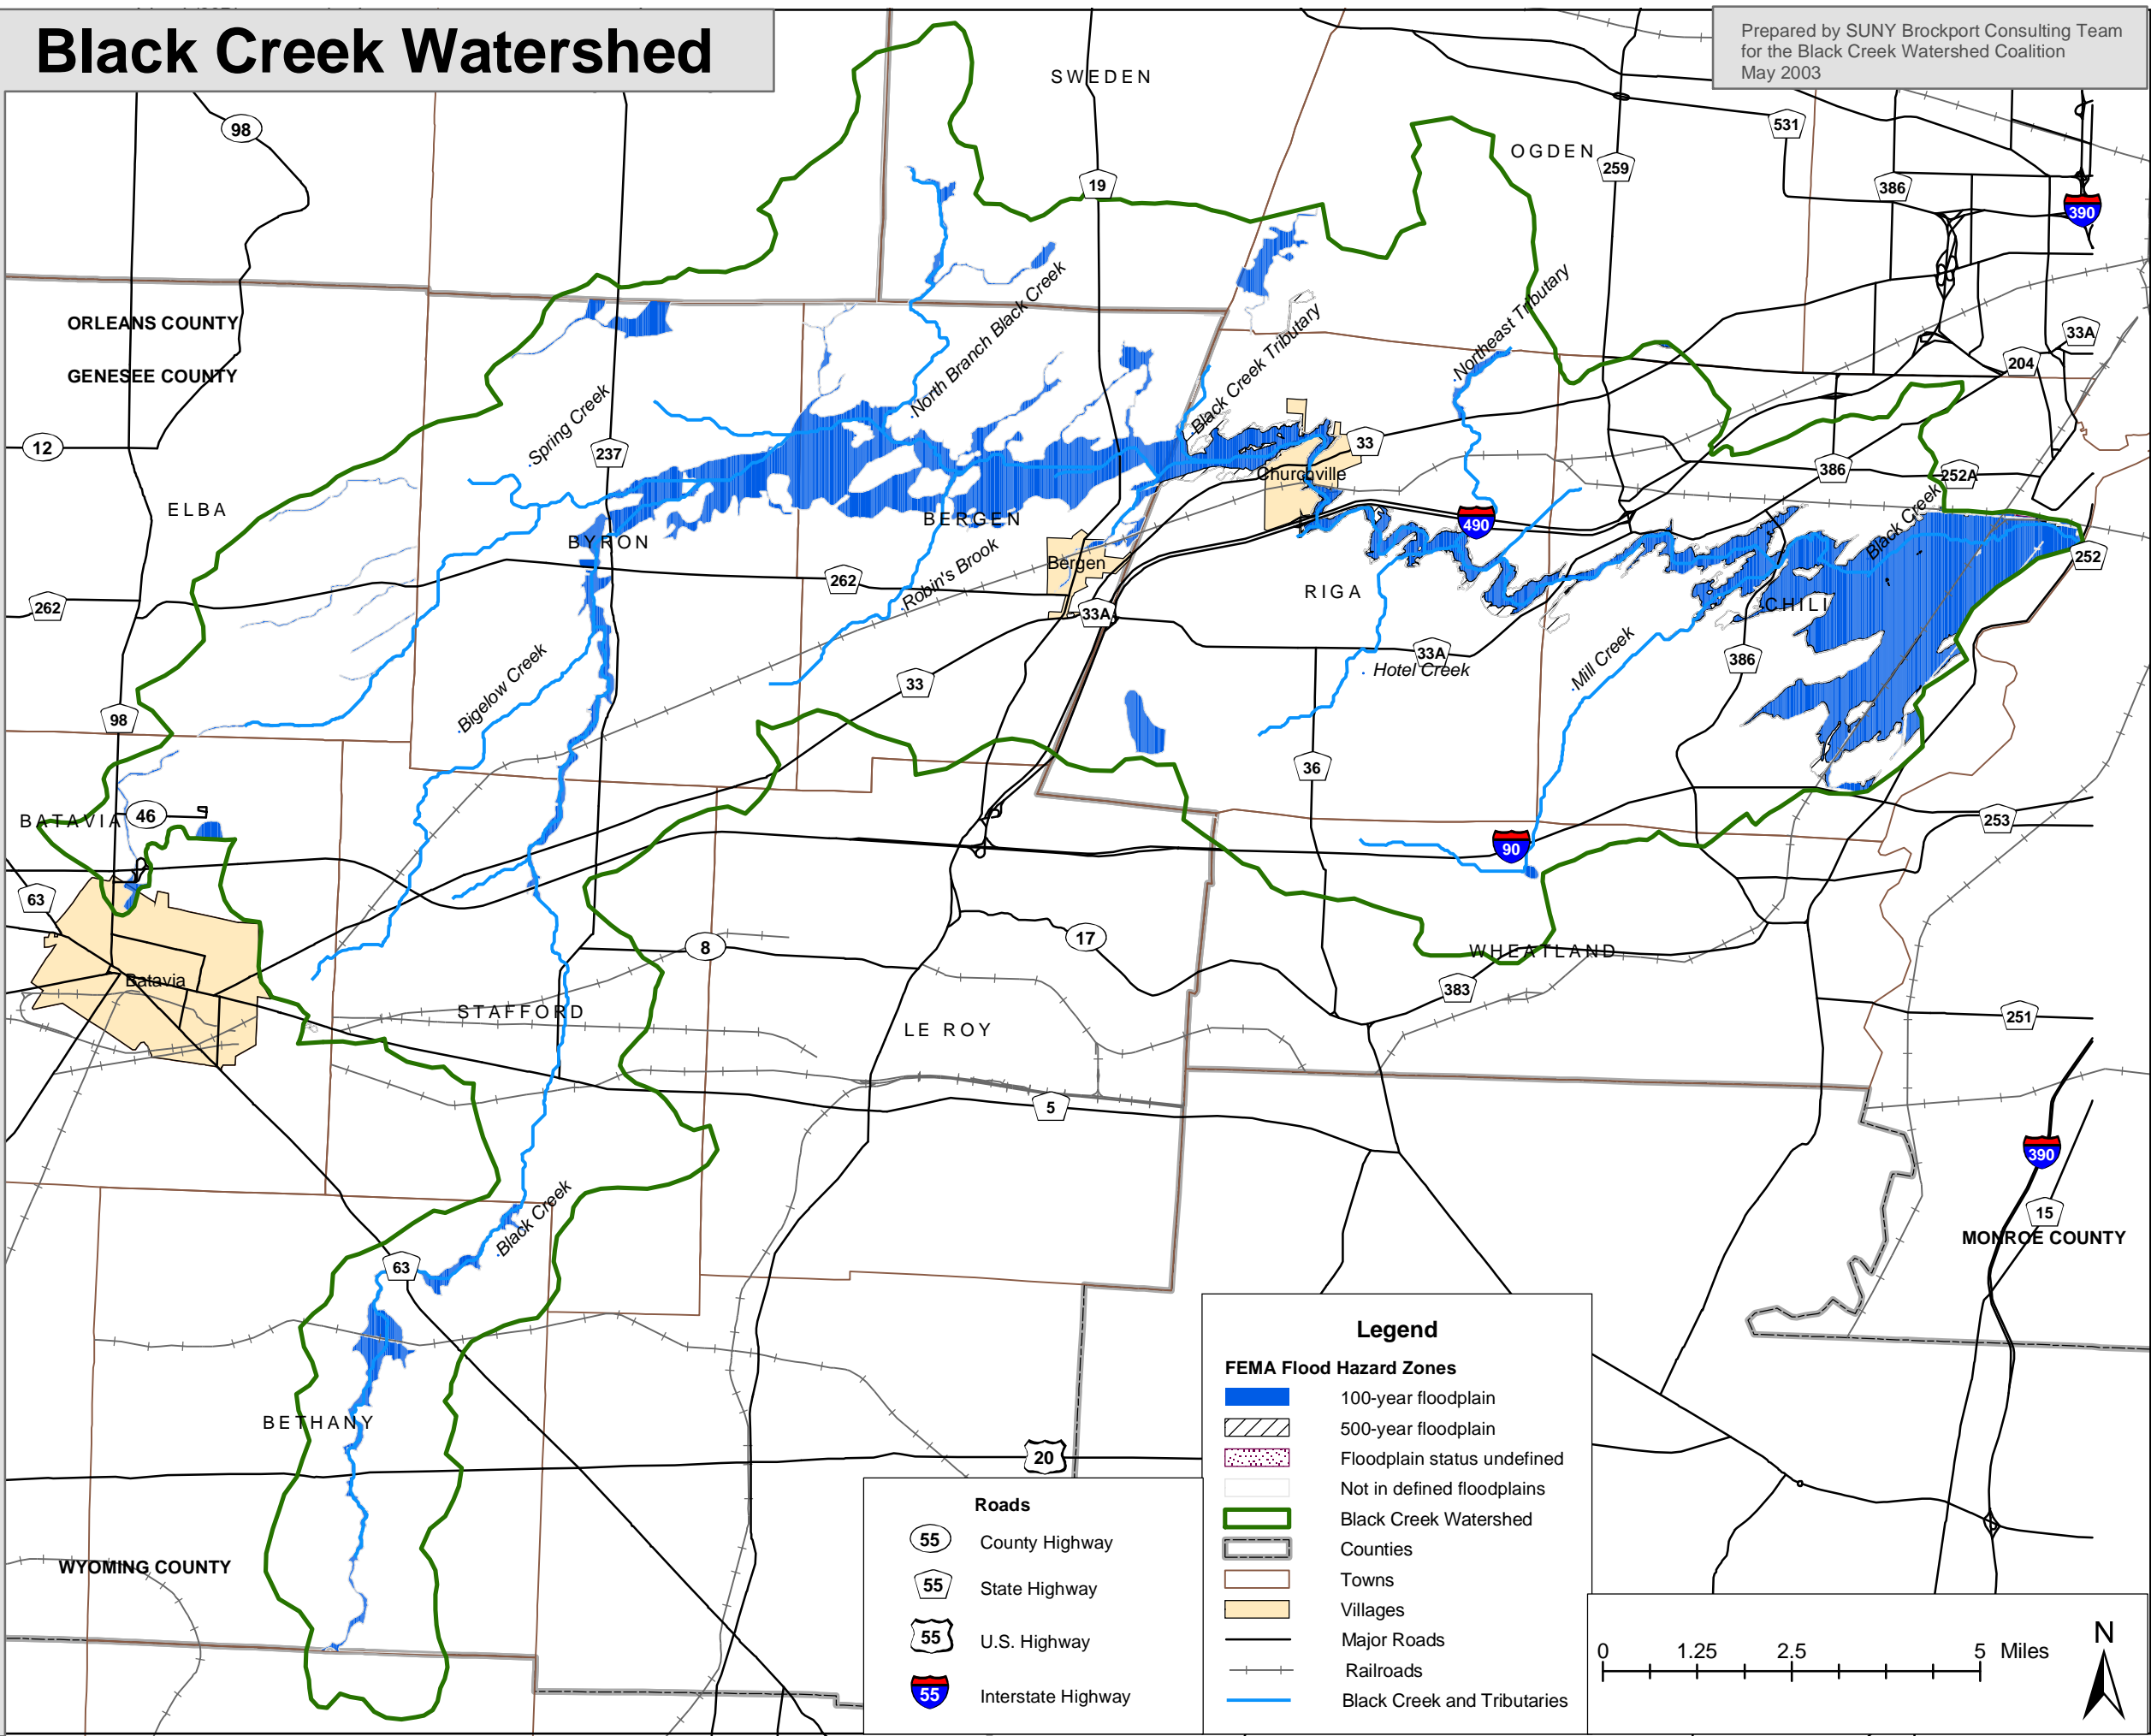 Black Creek Watershed
Prepared by SUNY Brockport Consulting Team
for the Black Creek Watershed Coalition
May 2003
SWEDEN
98
531
OGDEN
259
19
386
390
North Branch Black Creek
Northeast Tributary
ORLEANS COUNTY
Black Creek Tributary
33A
204
GENESEE COUNTY
Spring Creek
12
237
33
386
252A
Churchville
ELBA
BERGEN
490
Black Creek
BYRON
252
Bergen
Robin's Brook
262
262
RIGA
CHILI
33A
33A
Hotel Creek
Mill Creek
386
Bigelow Creek
33
98
36
BATAVIA
46
253
90
63
8
17
WHEATLAND
Batavia
383
STAFFORD
LE ROY
251
5
390
Black Creek
15
MONROE COUNTY
63
BETHANY
20
WYOMING COUNTY
Legend
FEMA Flood Hazard Zones
100-year floodplain
500-year floodplain
Floodplain status undefined
Not in defined floodplains
Black Creek Watershed
Counties
Towns
Villages
Major Roads
Railroads
Black Creek and Tributaries
Roads
55 County Highway
55 State Highway
55 U.S. Highway
55 Interstate Highway
0 1.25 2.5 5 Miles
N